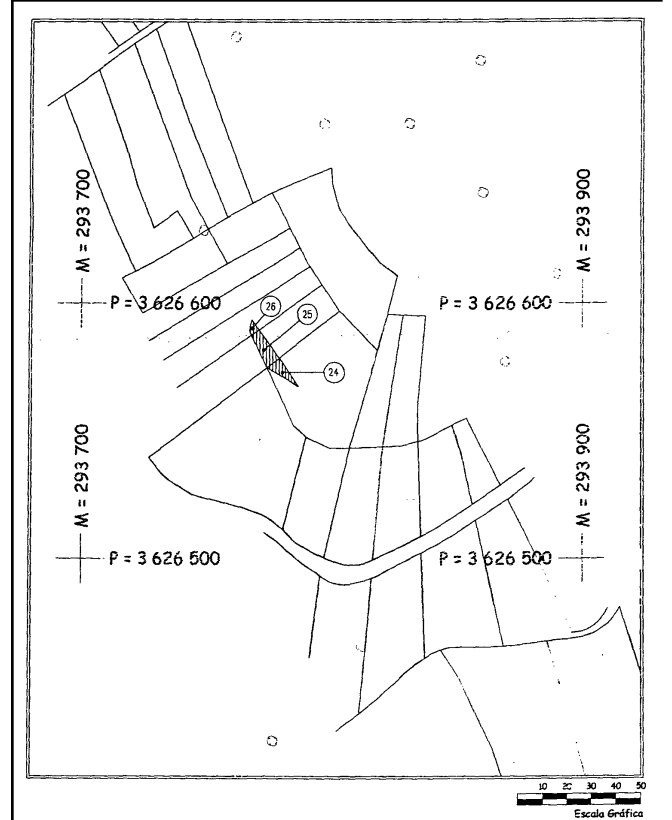 M = 293 700
M = 293 900
P = 3 626 600
P = 3 626 600
26
25
24
M = 293 700
M = 293 900
P = 3 626 500
P = 3 626 500
10 20 30 40 50
Escala Gráfica